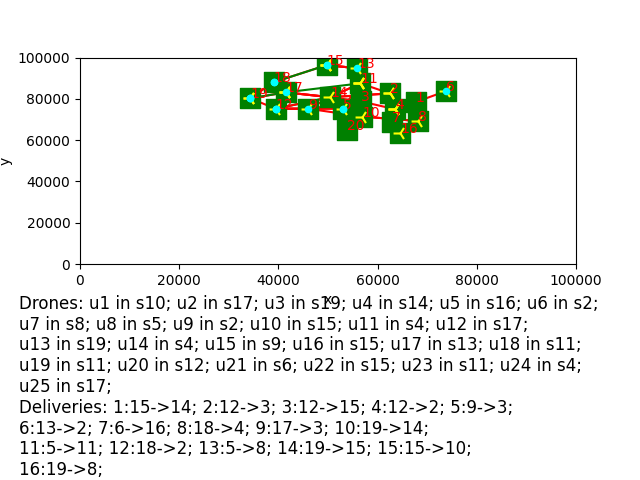 100000
80000
60000
40000
20000
0
y
0 20000 40000 60000 80000 100000
x
15
13
Drones: u1 in s10; u2 in s17; u3 in s19; u4 in s14; u5 in s16; u6 in s2;
u7 in s8; u8 in s5; u9 in s2; u10 in s15; u11 in s4; u12 in s17;
u13 in s19; u14 in s4; u15 in s9; u16 in s15; u17 in s13; u18 in s11;
u19 in s11; u20 in s12; u21 in s6; u22 in s15; u23 in s11; u24 in s4;
u25 in s17;
Deliveries: 1:15->14; 2:12->3; 3:12->15; 4:12->2; 5:9->3;
6:13->2; 7:6->16; 8:18->4; 9:17->3; 10:19->14;
11:5->11; 12:18->2; 13:5->8; 14:19->15; 15:15->10;
16:19->8;